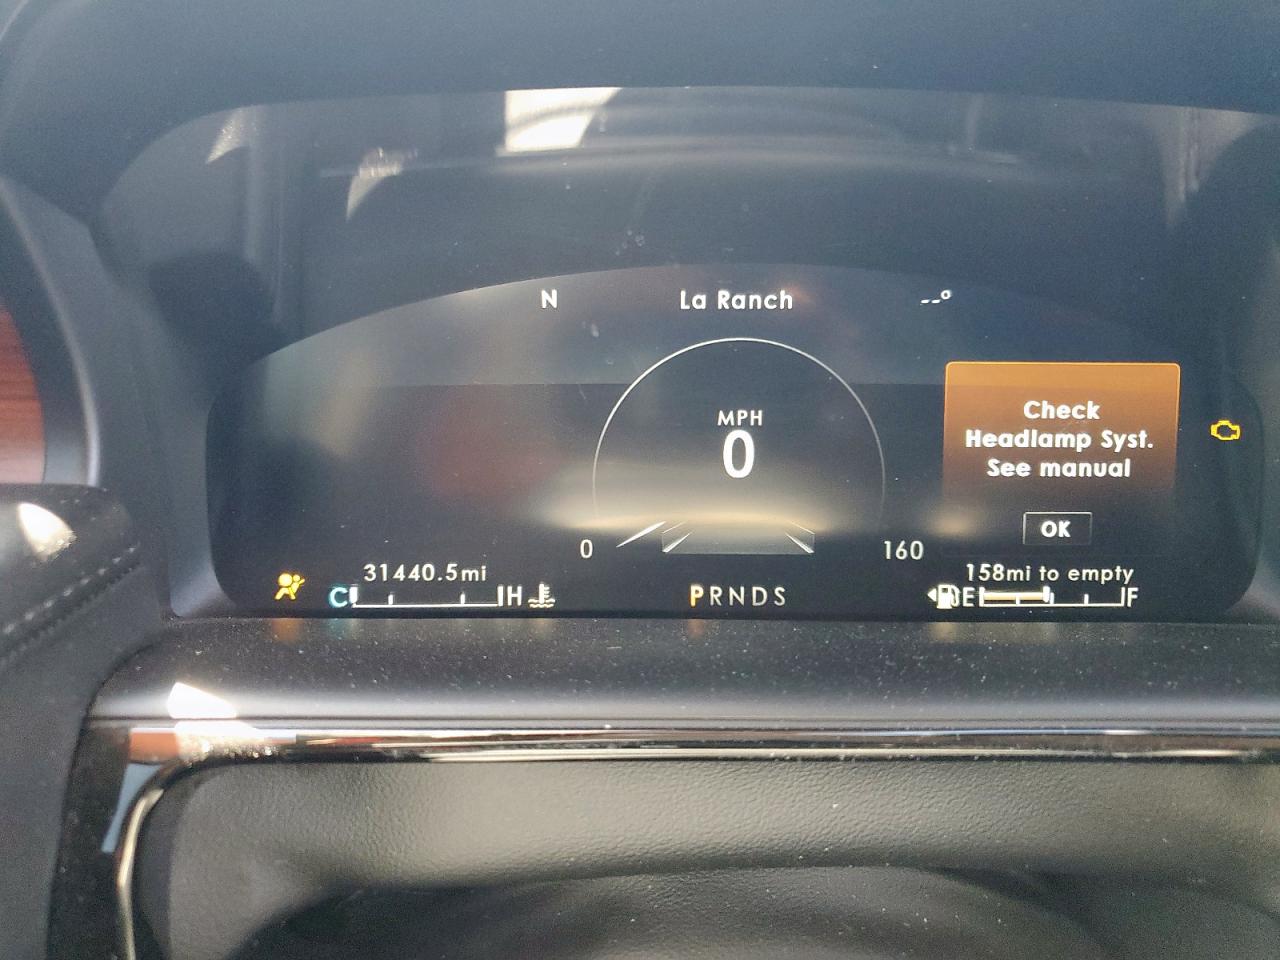 N La Ranch --°
MPH
0
Check
Headlamp Syst.
See manual
OK
0 160
31440.5mi 158mi to empty
C H PRNDS E F